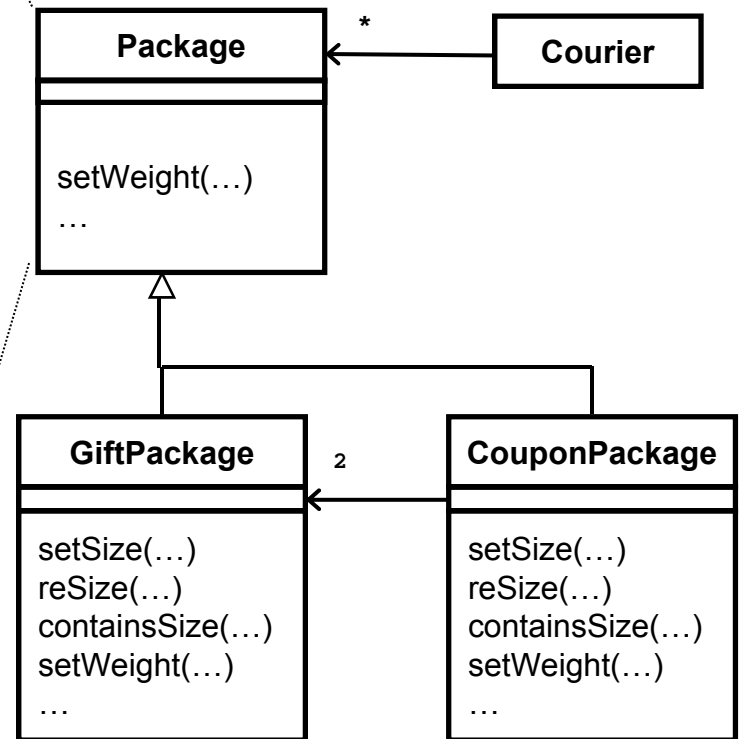 Package
*
Courier
setWeight(…)
…
GiftPackage
2
CouponPackage
setSize(…)
reSize(…)
containsSize(…)
setWeight(…)
…
setSize(…)
reSize(…)
containsSize(…)
setWeight(…)
…